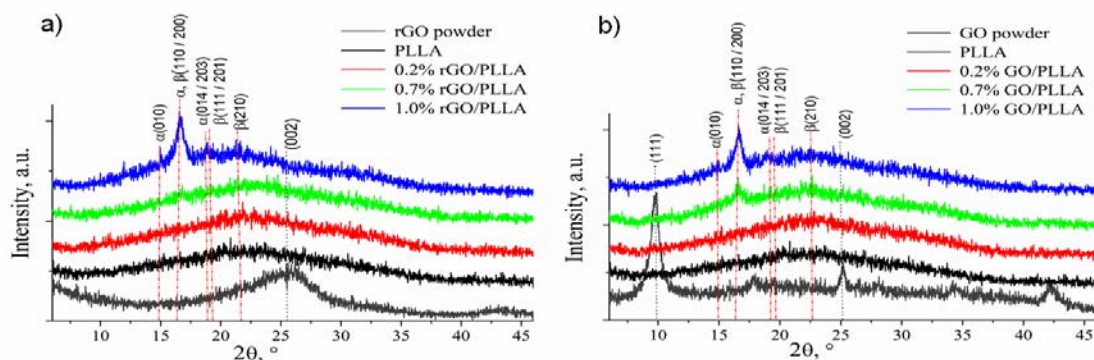 a)
rGO powder
PLLA
0.2% rGO/PLLA
0.7% rGO/PLLA
1.0% rGO/PLLA
α(010)
α, β(110 / 200)
α(014 / 203)
β(111 / 201)
β(210)
(002)
Intensity, a.u.
10 15 20 25 30 35 40 45
2θ, °
b)
GO powder
PLLA
0.2% GO/PLLA
0.7% GO/PLLA
1.0% GO/PLLA
(111)
α(010)
α, β(110 / 200)
α(014 / 203)
β(111 / 201)
β(210)
(002)
Intensity, a.u.
10 15 20 25 30 35 40 45
2θ, °